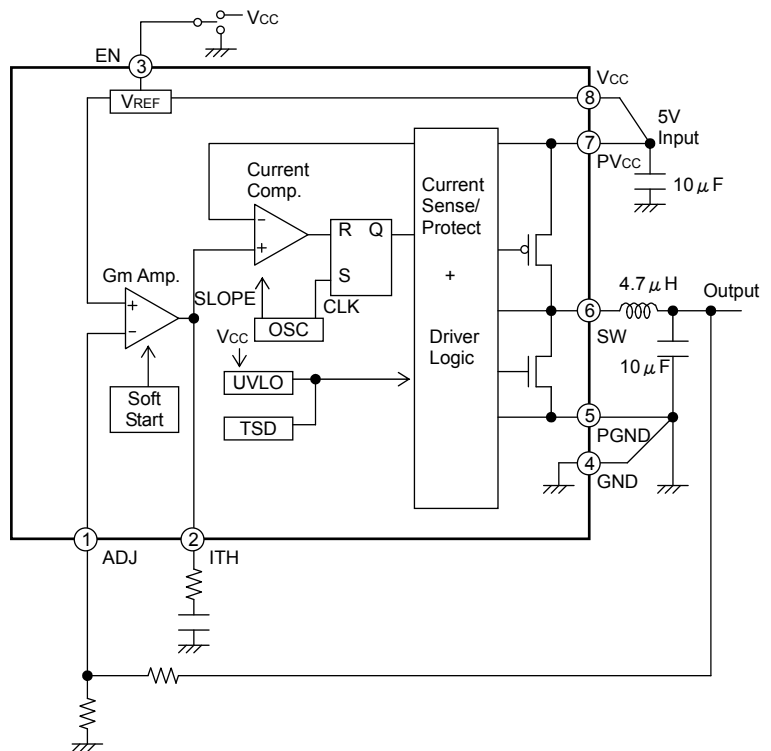 VCC
EN
3
VCC
VREF
8
5V
Input
7
PVCC
10μF
Current
Comp.
Current
Sense/
Protect
+
Driver
Logic
−
+
R Q
S
Gm Amp.
+
−
SLOPE
OSC
CLK
4.7μH
Output
6
SW
10μF
VCC
UVLO
TSD
Soft
Start
5
PGND
4
GND
1
ADJ
2
ITH